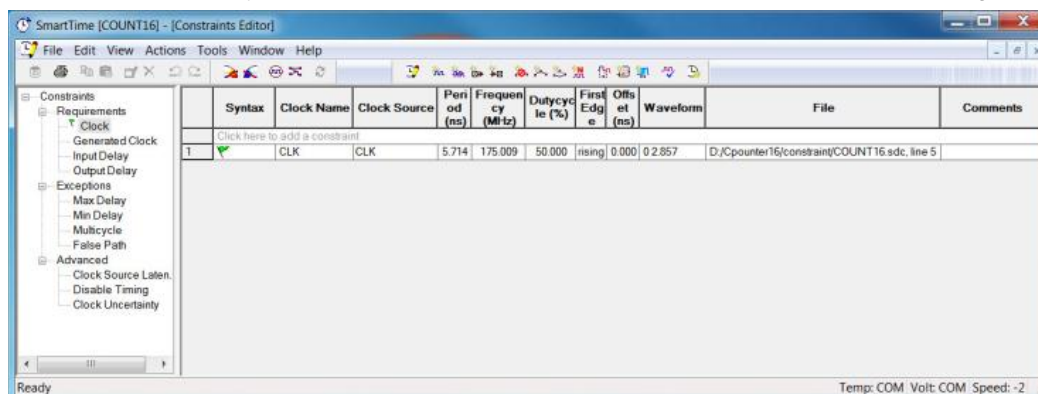 SmartTime [COUNT16] - [Constraints Editor]
File Edit View Actions Tools Window Help
Constraints
Requirements
Clock
Generated Clock
Input Delay
Output Delay
Exceptions
Max Delay
Min Delay
Multicycle
False Path
Advanced
Clock Source Laten.
Disable Timing
Clock Uncertainty
Syntax Clock Name Clock Source Period (ns) Frequency (MHz) Dutycycle (%) First Edge Offset (ns) Waveform File Comments
Click here to add a constraint
1 CLK CLK 5.714 175.009 50.000 rising 0.000 0 2.857 D:/Cpounter16/constraint/COUNT16.sdc, line 5
Ready Temp: COM Volt: COM Speed: -2